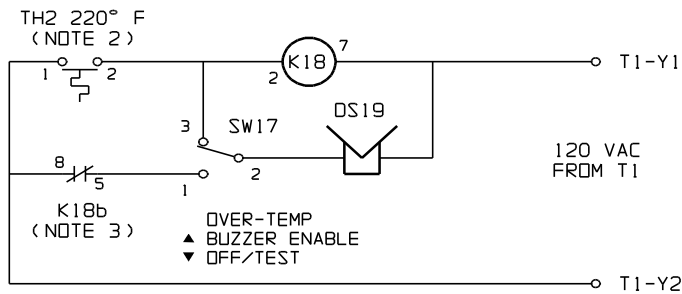 TH2 220° F
(NOTE 2)
1
2
2
K18
7
T1-Y1
DS19
3
SW17
2
1
120 VAC
FROM T1
8
5
K18b
(NOTE 3)
OVER-TEMP
▲ BUZZER ENABLE
▼ OFF/TEST
T1-Y2